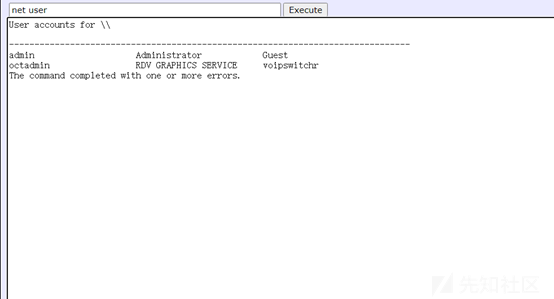 net user Execute
User accounts for \\
-------------------------------------------------------------------------------
admin Administrator Guest
octadmin RDV GRAPHICS SERVICE voipswitchr
The command completed with one or more errors.
先知社区